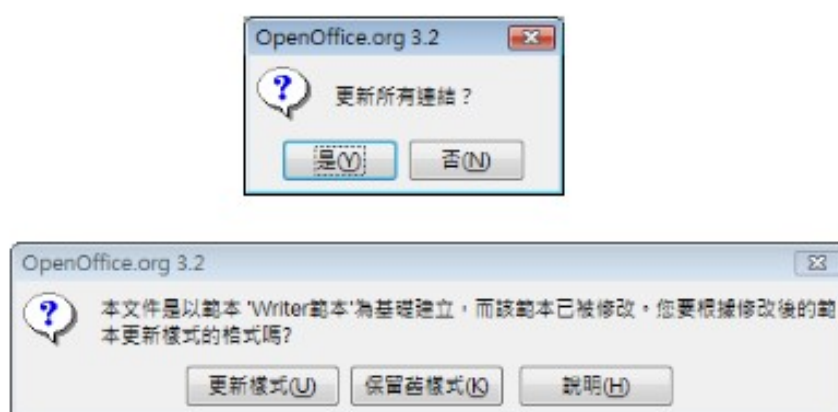 OpenOffice.org 3.2
更新所有連結？
是(Y) 否(N)
OpenOffice.org 3.2
本文件是以範本 'Writer範本'為基礎建立，而該範本已被修改。您要根據修改後的範
本更新樣式的格式嗎?
更新樣式(U) 保留舊樣式(K) 說明(H)